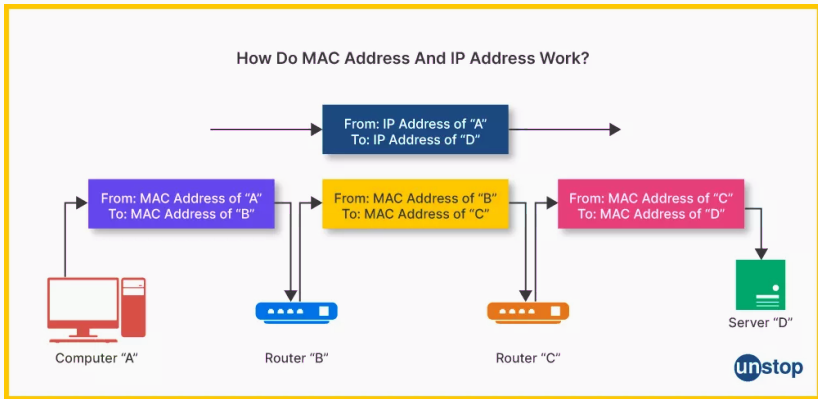 How Do MAC Address And IP Address Work?
From: IP Address of “A”
To: IP Address of “D”
From: MAC Address of “A”
To: MAC Address of “B”
From: MAC Address of “B”
To: MAC Address of “C”
From: MAC Address of “C”
To: MAC Address of “D”
Computer “A”
Router “B”
Router “C”
Server “D”
unstop